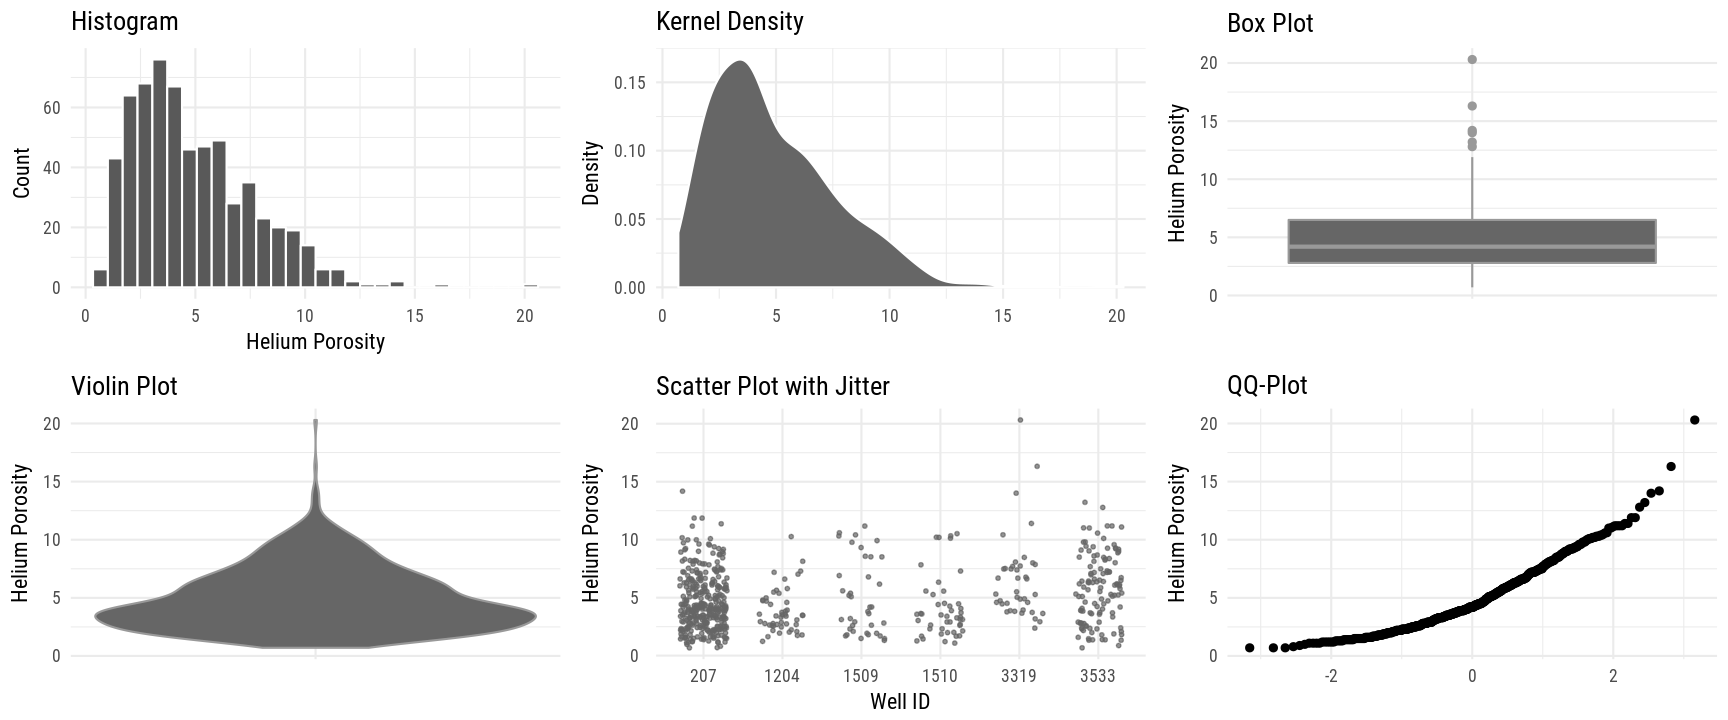 Histogram
Count
60
40
20
0
0 5 10 15 20
Helium Porosity
Kernel Density
Density
0.15
0.10
0.05
0.00
0 5 10 15 20
Box Plot
Helium Porosity
20
15
10
5
0
Violin Plot
Helium Porosity
20
15
10
5
0
Scatter Plot with Jitter
Helium Porosity
20
15
10
5
0
207 1204 1509 1510 3319 3533
Well ID
QQ-Plot
Helium Porosity
20
15
10
5
0
-2 0 2